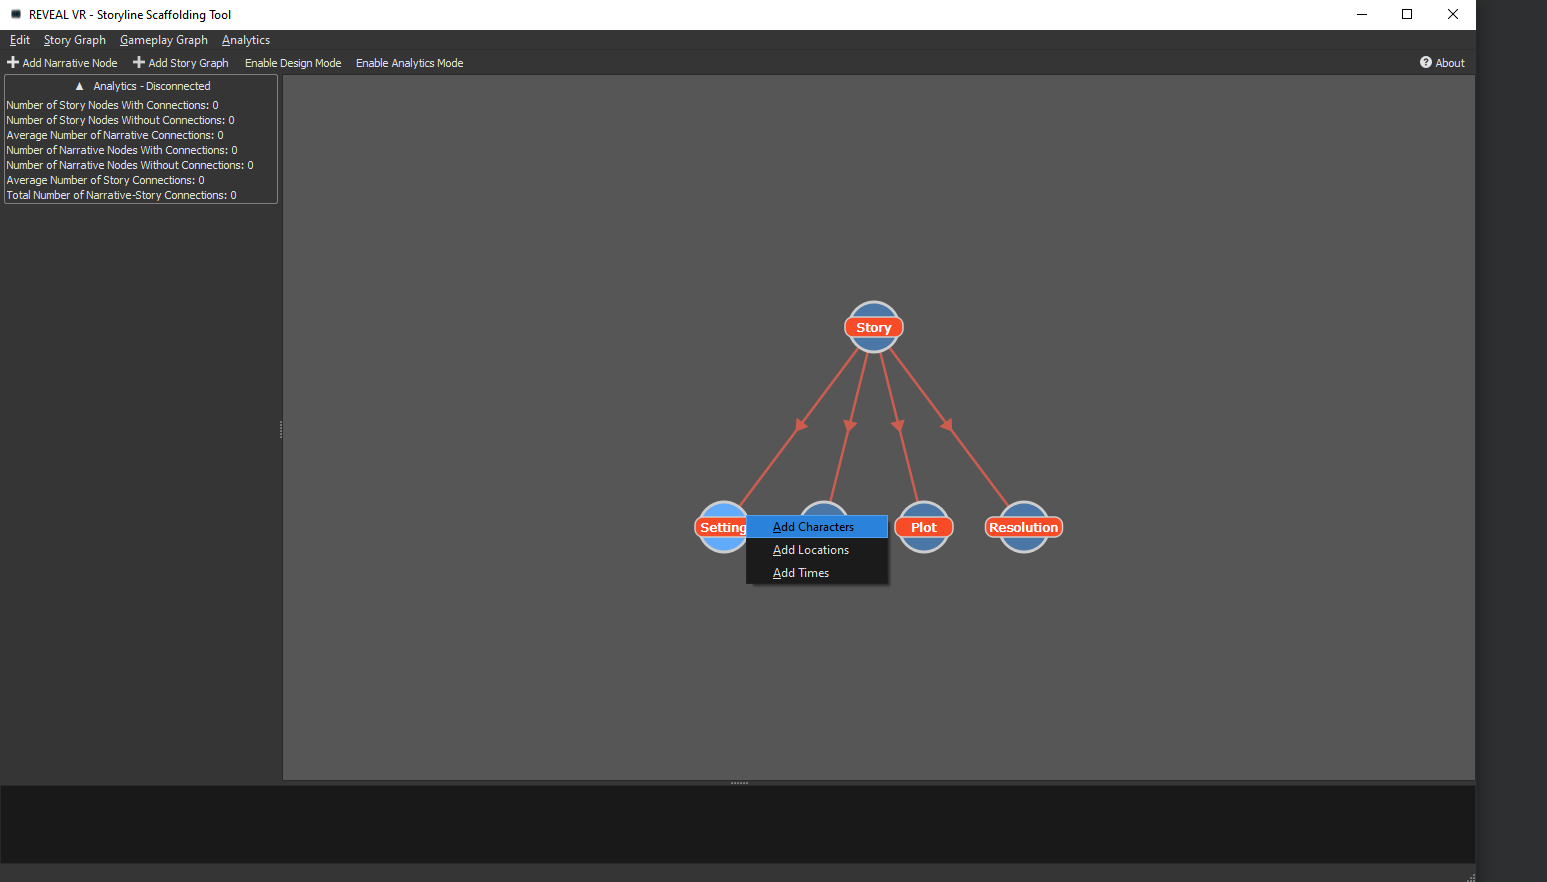 REVEAL VR - Storyline Scaffolding Tool
Edit Story Graph Gameplay Graph Analytics
Add Narrative Node Add Story Graph Enable Design Mode Enable Analytics Mode About
Analytics - Disconnected
Number of Story Nodes With Connections: 0
Number of Story Nodes Without Connections: 0
Average Number of Narrative Connections: 0
Number of Narrative Nodes With Connections: 0
Number of Narrative Nodes Without Connections: 0
Average Number of Story Connections: 0
Total Number of Narrative-Story Connections: 0
Story
Setting Add Characters Plot Resolution
Add Locations
Add Times